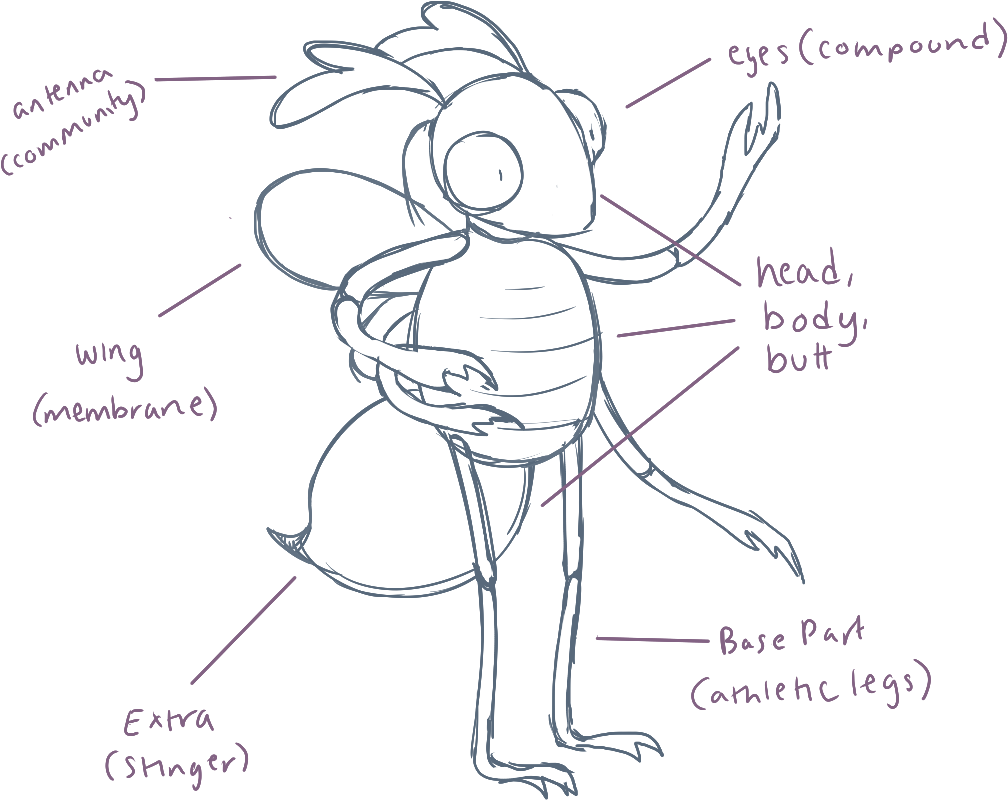 antenna
(community)
eyes (compound)
head,
body,
butt
wing
(membrane)
Base Part
(athletic legs)
Extra
(stinger)